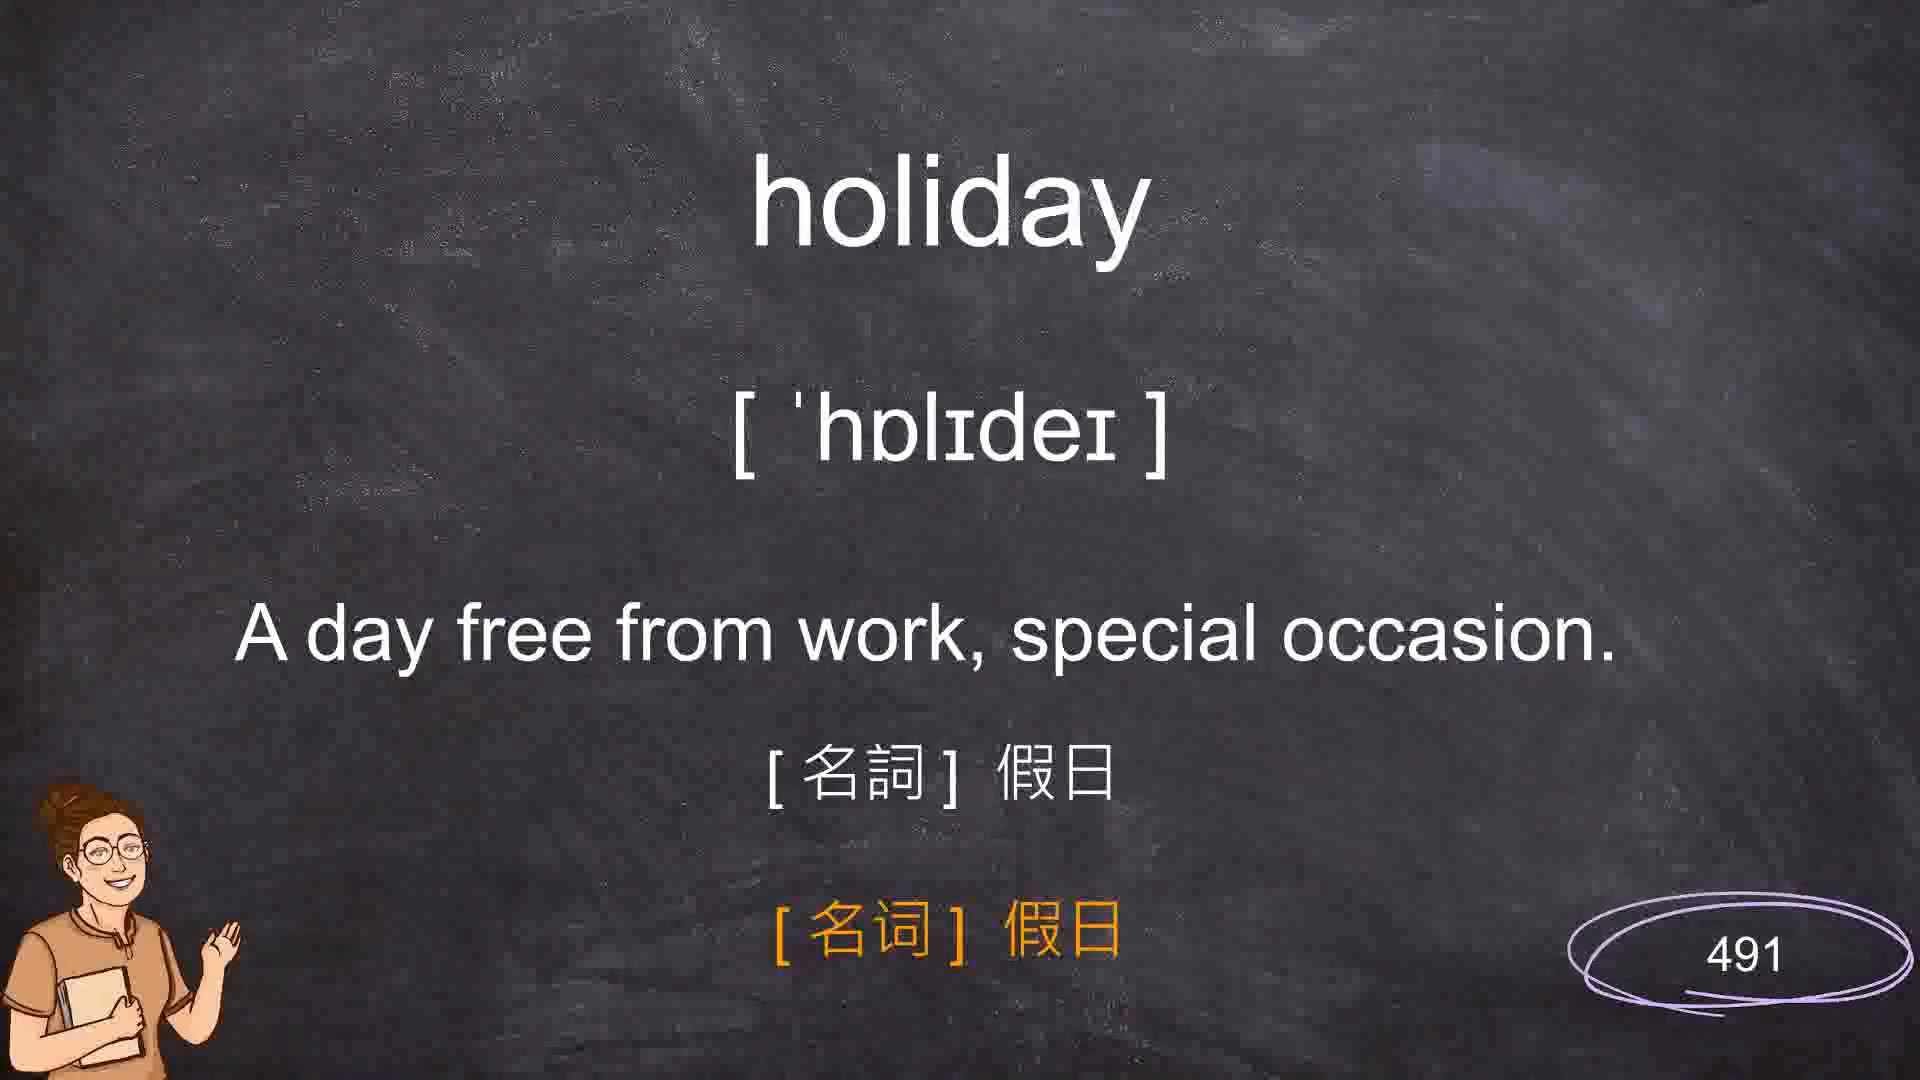 holiday
[ ˈhɒlɪdeɪ ]
A day free from work, special occasion.
[ 名詞 ] 假日
[ 名词 ] 假日
491